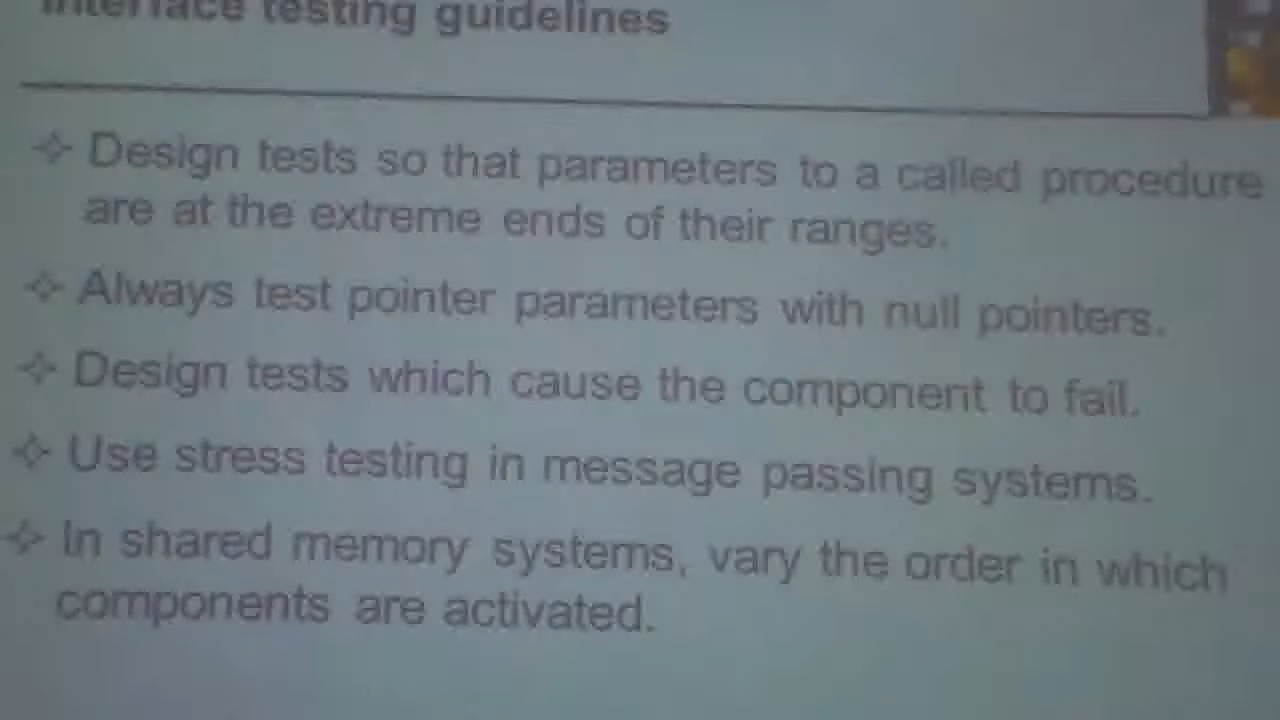 Interface testing guidelines
Design tests so that parameters to a called procedure
are at the extreme ends of their ranges.
Always test pointer parameters with null pointers.
Design tests which cause the component to fail.
Use stress testing in message passing systems.
In shared memory systems, vary the order in which
components are activated.